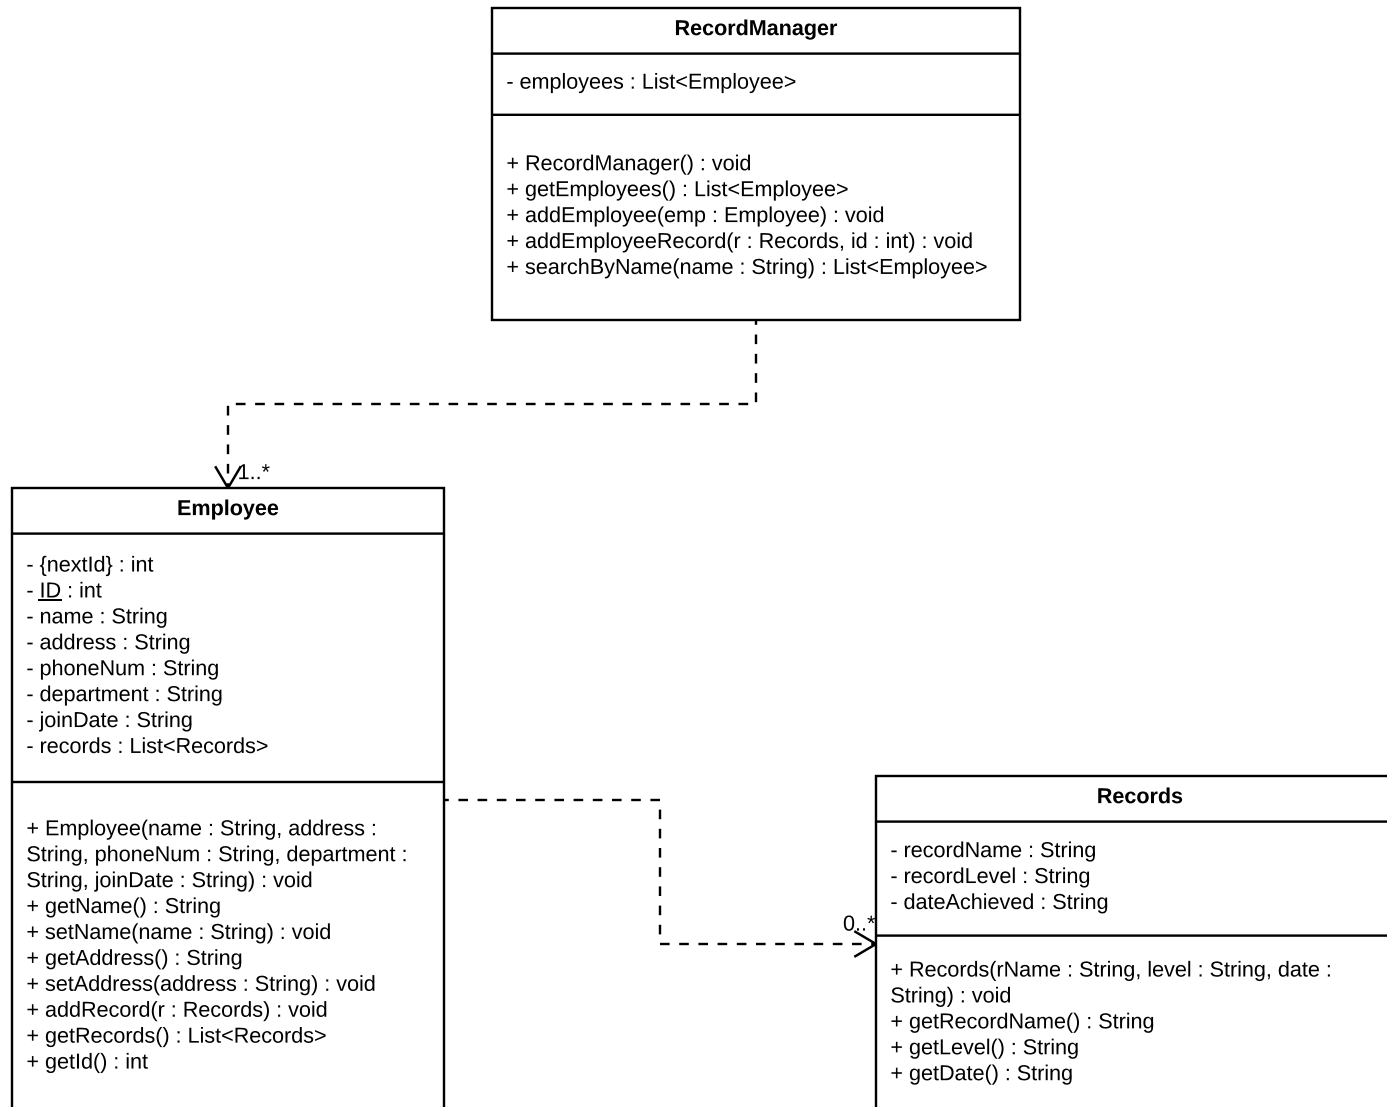 RecordManager
- employees : List<Employee>
+ RecordManager() : void
+ getEmployees() : List<Employee>
+ addEmployee(emp : Employee) : void
+ addEmployeeRecord(r : Records, id : int) : void
+ searchByName(name : String) : List<Employee>
1..*
Employee
- {nextId} : int
- ID : int
- name : String
- address : String
- phoneNum : String
- department : String
- joinDate : String
- records : List<Records>
+ Employee(name : String, address :
String, phoneNum : String, department :
String, joinDate : String) : void
+ getName() : String
+ setName(name : String) : void
+ getAddress() : String
+ setAddress(address : String) : void
+ addRecord(r : Records) : void
+ getRecords() : List<Records>
+ getId() : int
0..*
Records
- recordName : String
- recordLevel : String
- dateAchieved : String
+ Records(rName : String, level : String, date :
String) : void
+ getRecordName() : String
+ getLevel() : String
+ getDate() : String